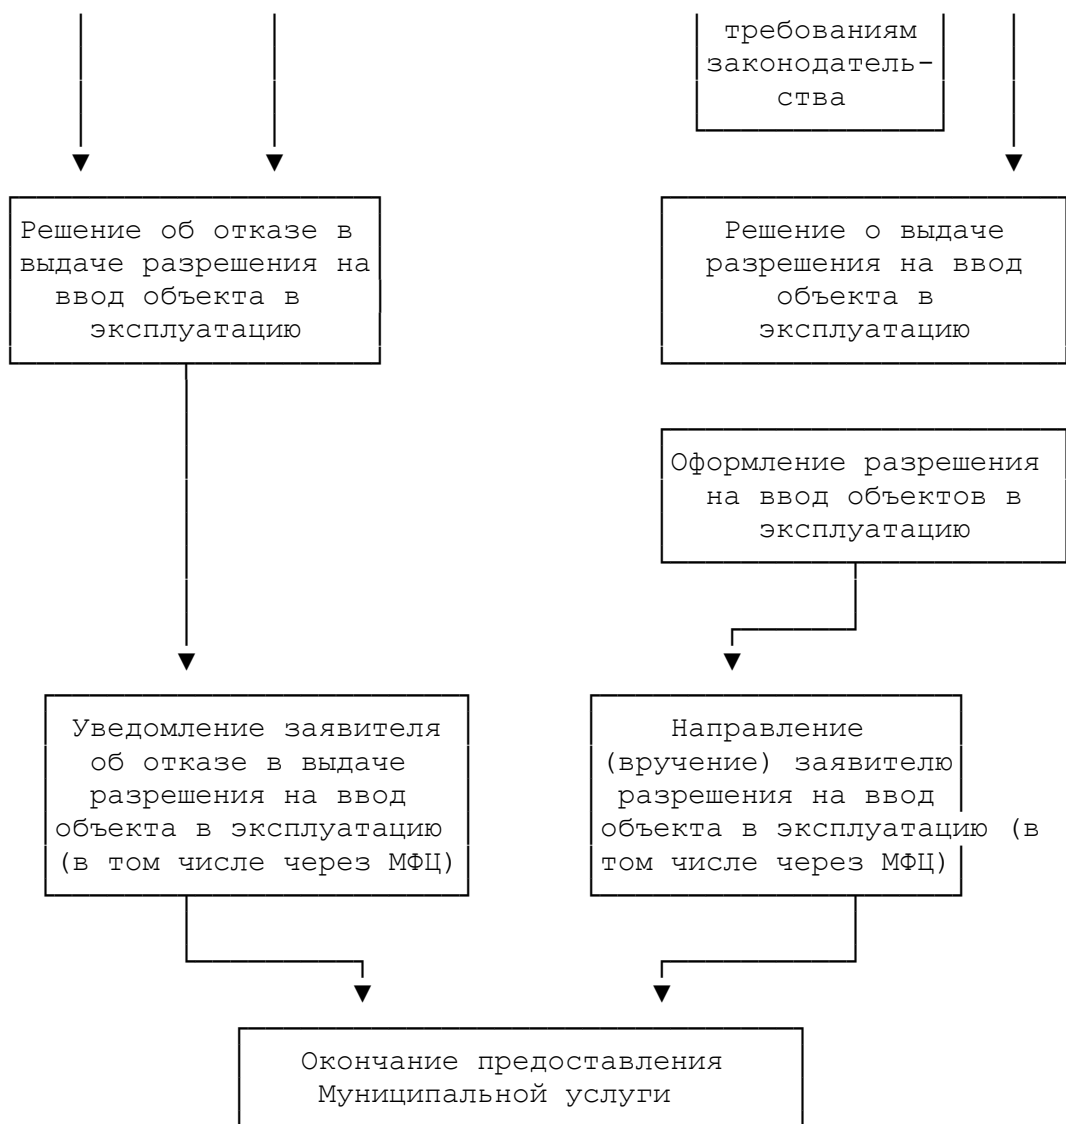 требованиям
законодатель-
ства
Решение об отказе в
выдаче разрешения на
ввод объекта в
эксплуатацию
Решение о выдаче
разрешения на ввод
объекта в
эксплуатацию
Оформление разрешения
на ввод объектов в
эксплуатацию
Уведомление заявителя
об отказе в выдаче
разрешения на ввод
объекта в эксплуатацию
(в том числе через МФЦ)
Направление
(вручение) заявителю
разрешения на ввод
объекта в эксплуатацию (в
том числе через МФЦ)
Окончание предоставления
Муниципальной услуги